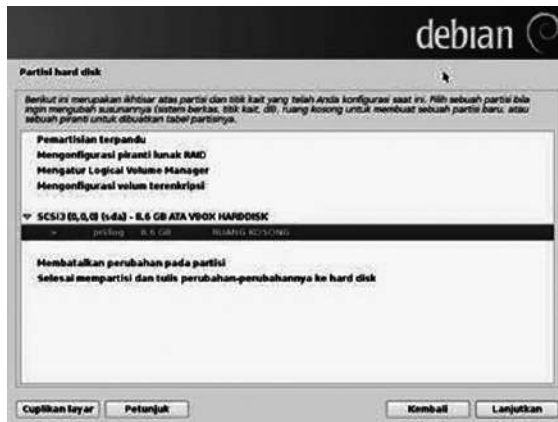 debian
Partisi hard disk
Berikut ini merupakan ikhtisar atas partisi dan titik kait yang telah Anda konfigurasi saat ini. Pilih sebuah partisi bila
ingin mengubah susunannya (sistem berkas, titik kait, dll), ruang kosong untuk membuat sebuah partisi baru, atau
sebuah piranti untuk dibuatkan tabel partisinya.
Pemartisian terpandu
Mengonfigurasi piranti lunak RAID
Mengatur Logical Volume Manager
Mengonfigurasi volum terenkripsi
SCSI3 (0,0,0) (sda) - 8.6 GB ATA VBOX HARDDISK
> pri/log 8.6 GB RUANG KOSONG
Membatalkan perubahan pada partisi
Selesai mempartisi dan tulis perubahan-perubahannya ke hard disk
Cuplikan layar Petunjuk Kembali Lanjutkan